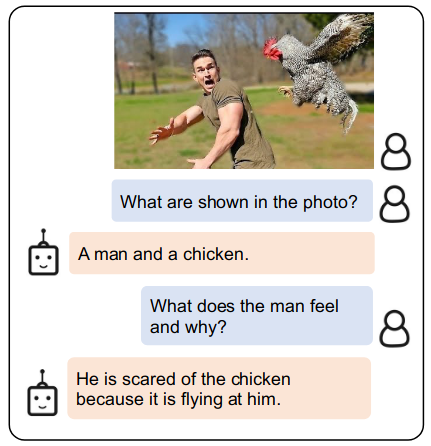 What are shown in the photo?
A man and a chicken.
What does the man feel
and why?
He is scared of the chicken
because it is flying at him.